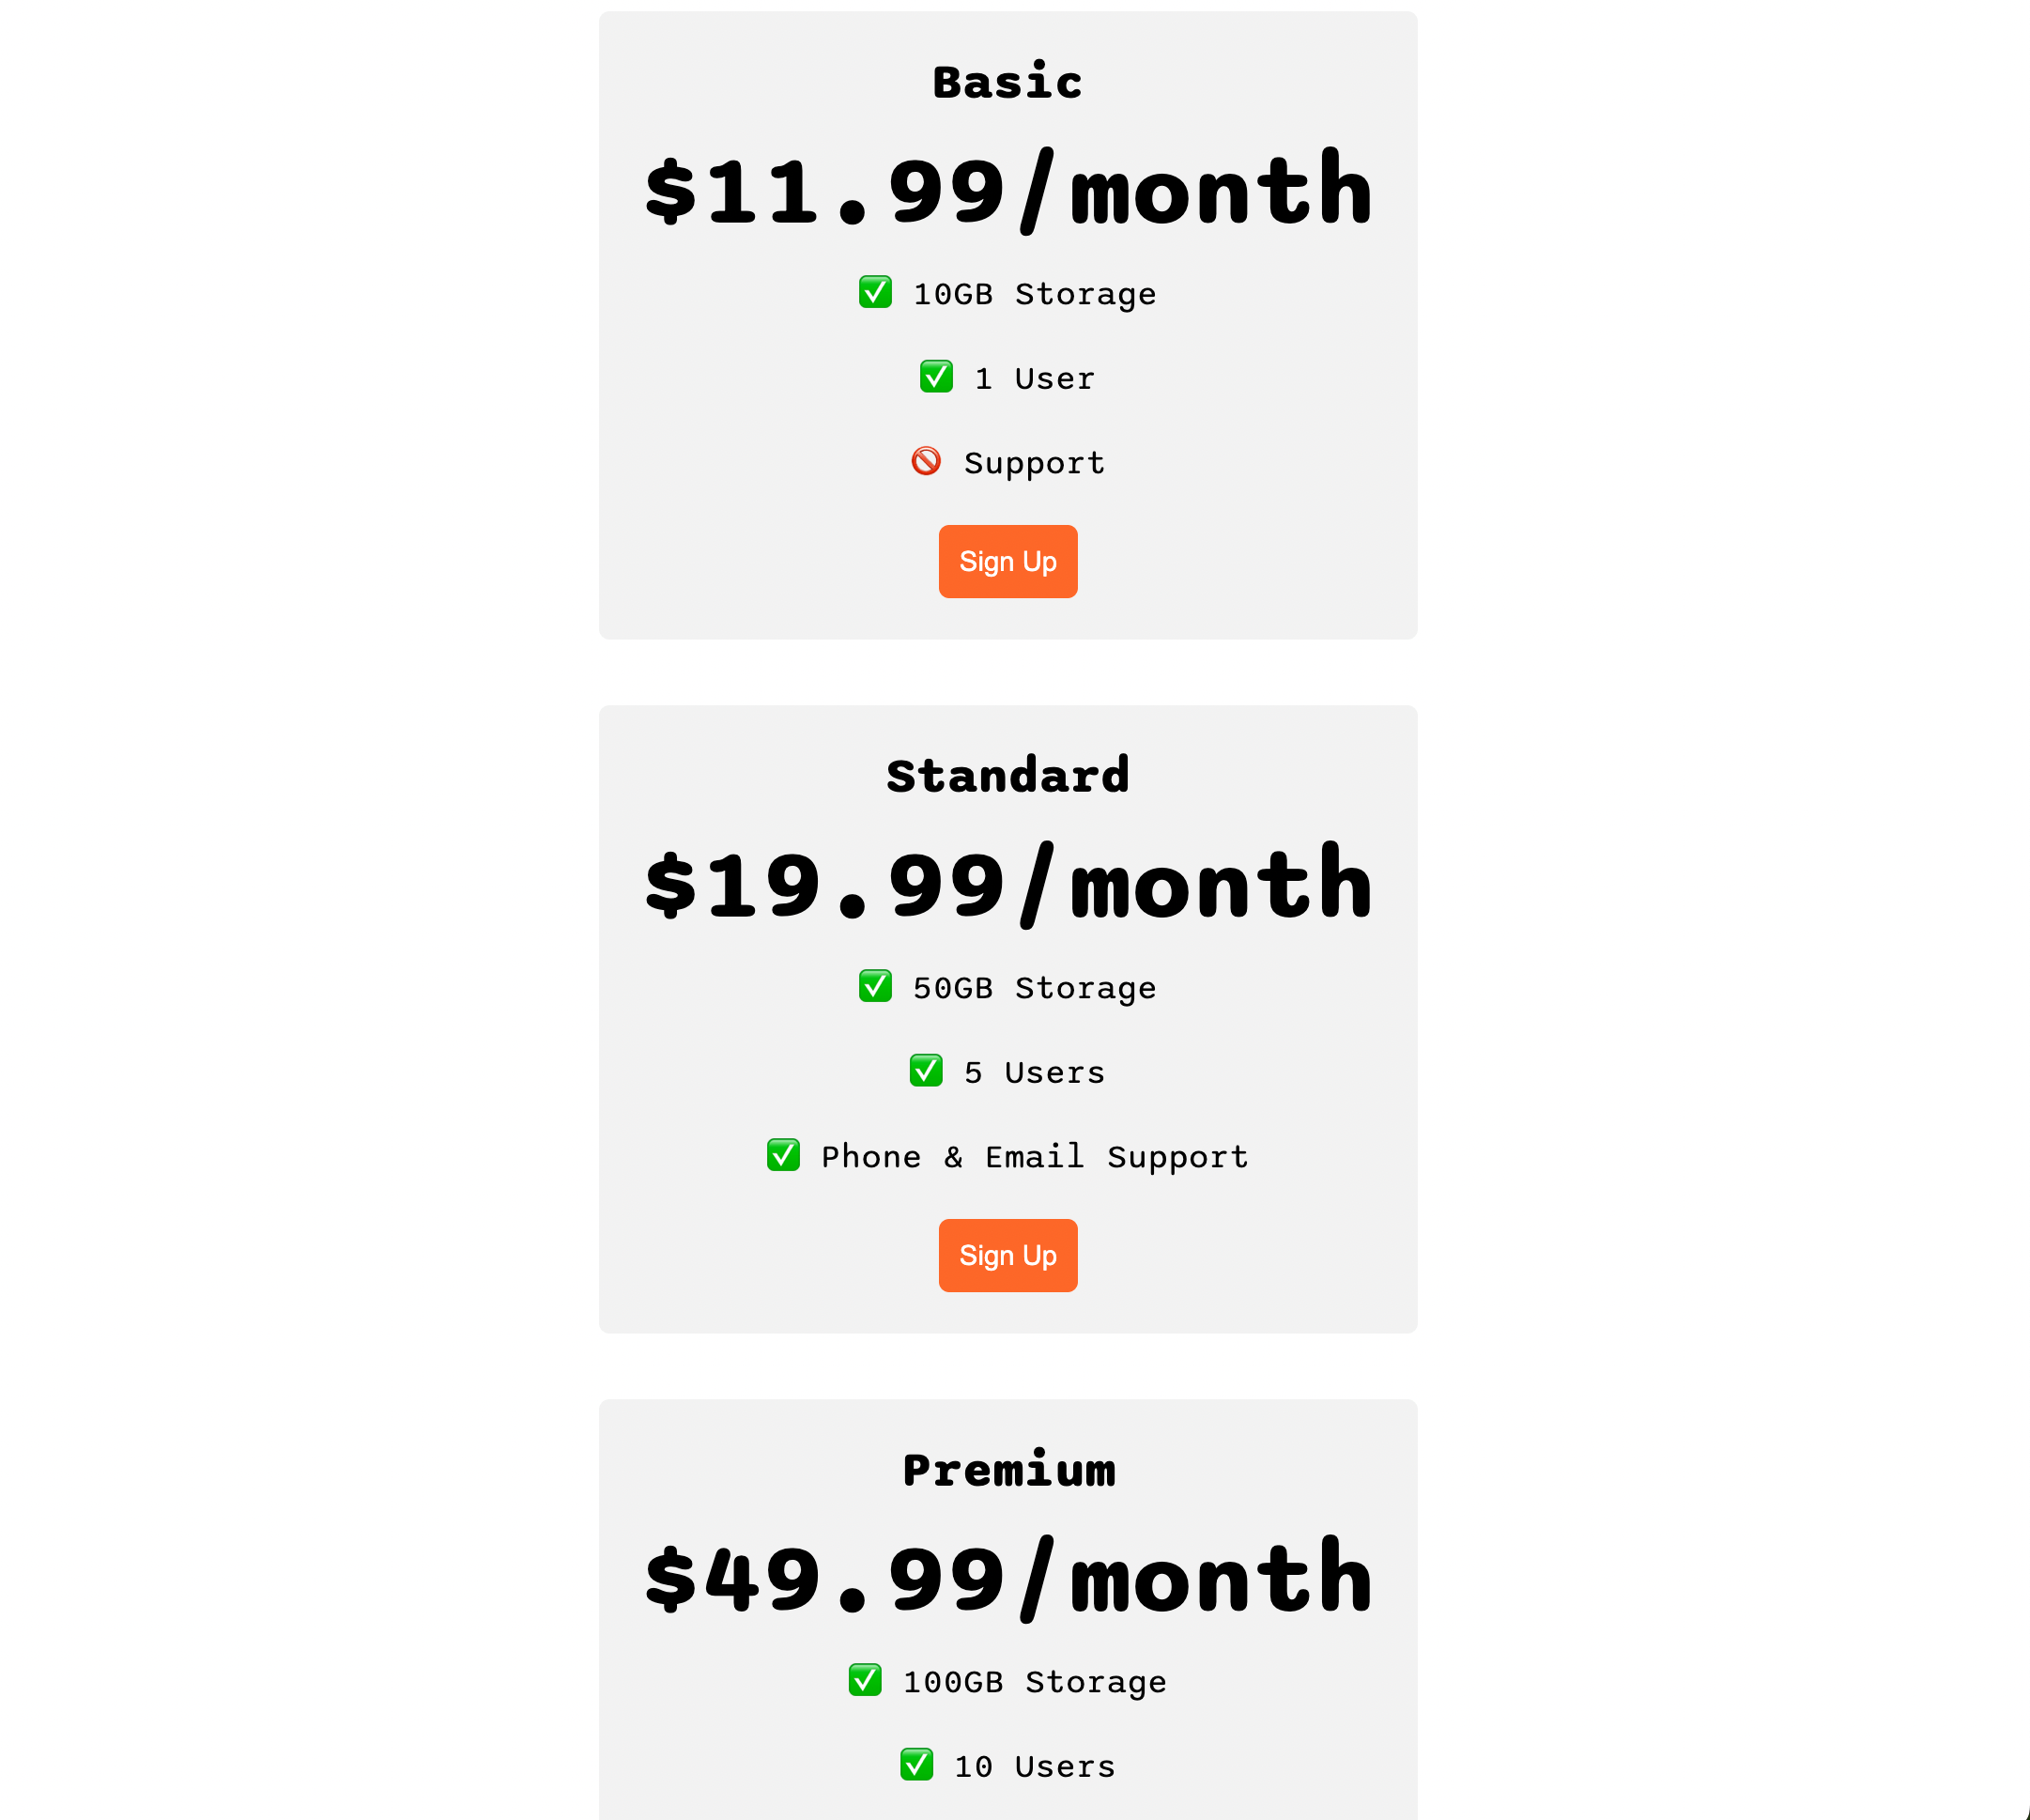 Basic
$11.99/month
✅ 10GB Storage
✅ 1 User
🚫 Support
Sign Up
Standard
$19.99/month
✅ 50GB Storage
✅ 5 Users
✅ Phone & Email Support
Sign Up
Premium
$49.99/month
✅ 100GB Storage
✅ 10 Users